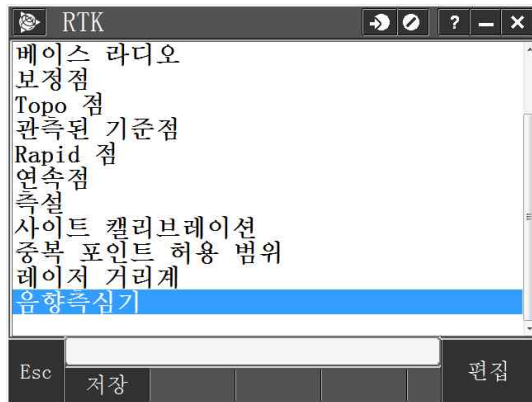 RTK
? – ×
베이스 라디오
보정점
Topo 점
관측된 기준점
Rapid 점
연속점
측설
사이트 캘리브레이션
중복 포인트 허용 범위
레이저 거리계
음향측심기
Esc
저장
편집